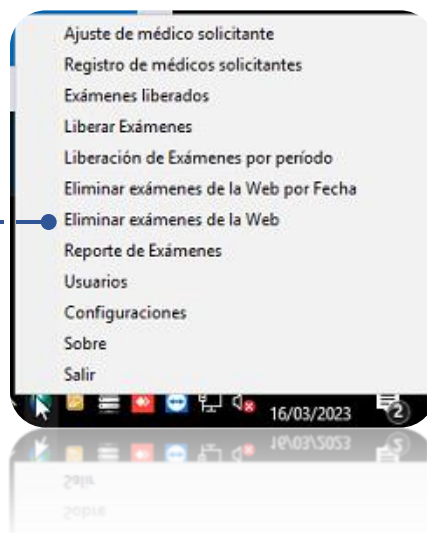 Ajuste de médico solicitante
Registro de médicos solicitantes
Exámenes liberados
Liberar Exámenes
Liberación de Exámenes por período
Eliminar exámenes de la Web por Fecha
Eliminar exámenes de la Web
Reporte de Exámenes
Usuarios
Configuraciones
Sobre
Salir
16/03/2023
2